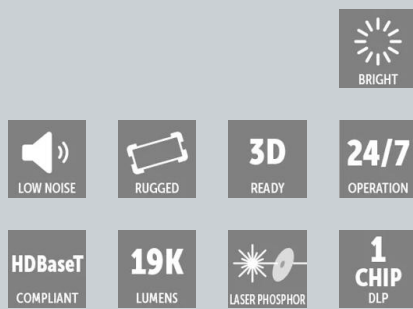 BRIGHT
LOW NOISE
RUGGED
3D
READY
24/7
OPERATION
HDBaseT
COMPLIANT
19K
LUMENS
LASER PHOSPHOR
1
CHIP
DLP